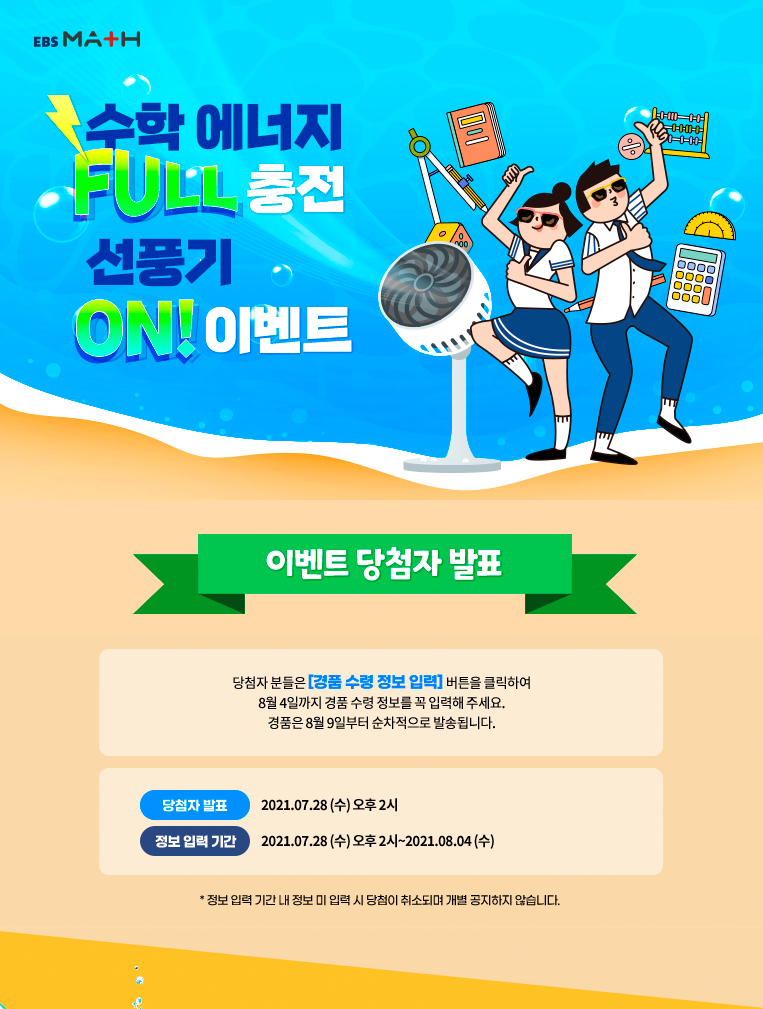 EBS MATH
수학 에너지
FULL 충전
선풍기
ON! 이벤트
이벤트 당첨자 발표
당첨자 분들은 [경품 수령 정보 입력] 버튼을 클릭하여
8월 4일까지 경품 수령 정보를 꼭 입력해 주세요.
경품은 8월 9일부터 순차적으로 발송됩니다.
당첨자 발표 2021.07.28 (수) 오후 2시
정보 입력 기간 2021.07.28 (수) 오후 2시~2021.08.04 (수)
* 정보 입력 기간 내 정보 미 입력 시 당첨이 취소되며 개별 공지하지 않습니다.